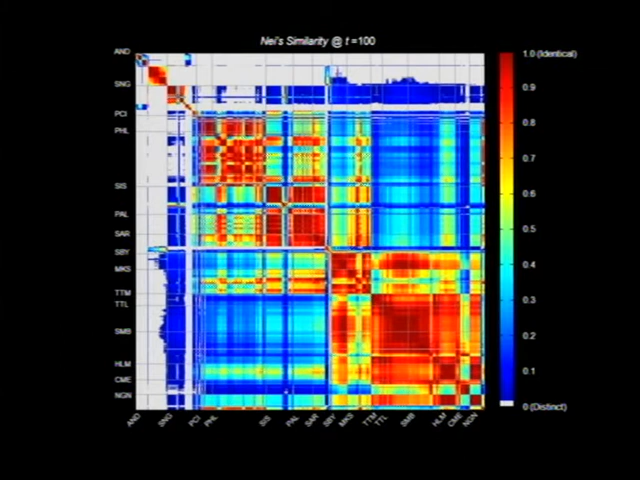 Nei's Similarity @ t =100
1.0 (Identical)
0.9
0.8
0.7
0.6
0.5
0.4
0.3
0.2
0.1
0 (Distinct)
AND
SNG
PCI
PHL
SIS
PAL
SAR
SBY
MKS
TTM
TTL
SMB
HLM
CME
NGN
AND
SNG
PCI
PHL
SIS
PAL
SAR
SBY
MKS
TTM
TTL
SMB
HLM
CME
NGN